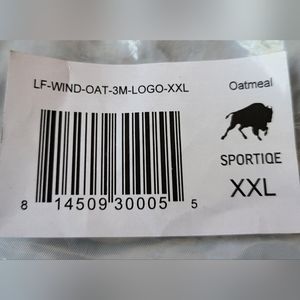 LF-WIND-OAT-3M-LOGO-XXL
Oatmeal
SPORTIQE
XXL
8 14509 30005 5